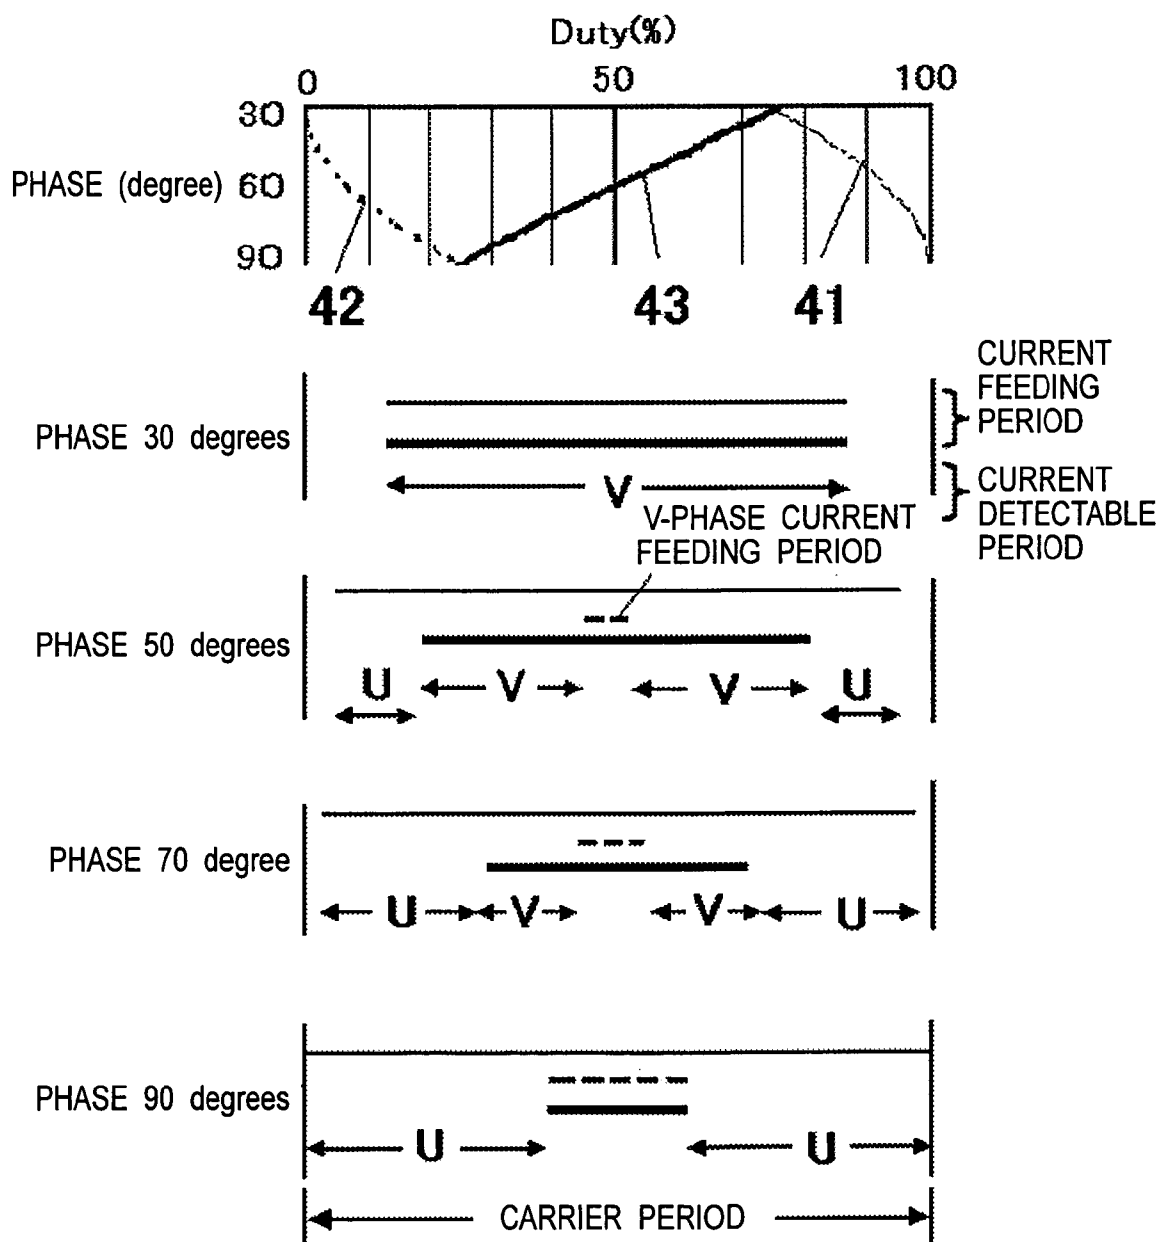 Duty(%)
0 50 100
30
PHASE (degree) 60
90
42 43 41
CURRENT
FEEDING
PERIOD
PHASE 30 degrees
V
CURRENT
DETECTABLE
PERIOD
V-PHASE CURRENT
FEEDING PERIOD
PHASE 50 degrees
U V V U
PHASE 70 degree
U V V U
PHASE 90 degrees
U U
CARRIER PERIOD